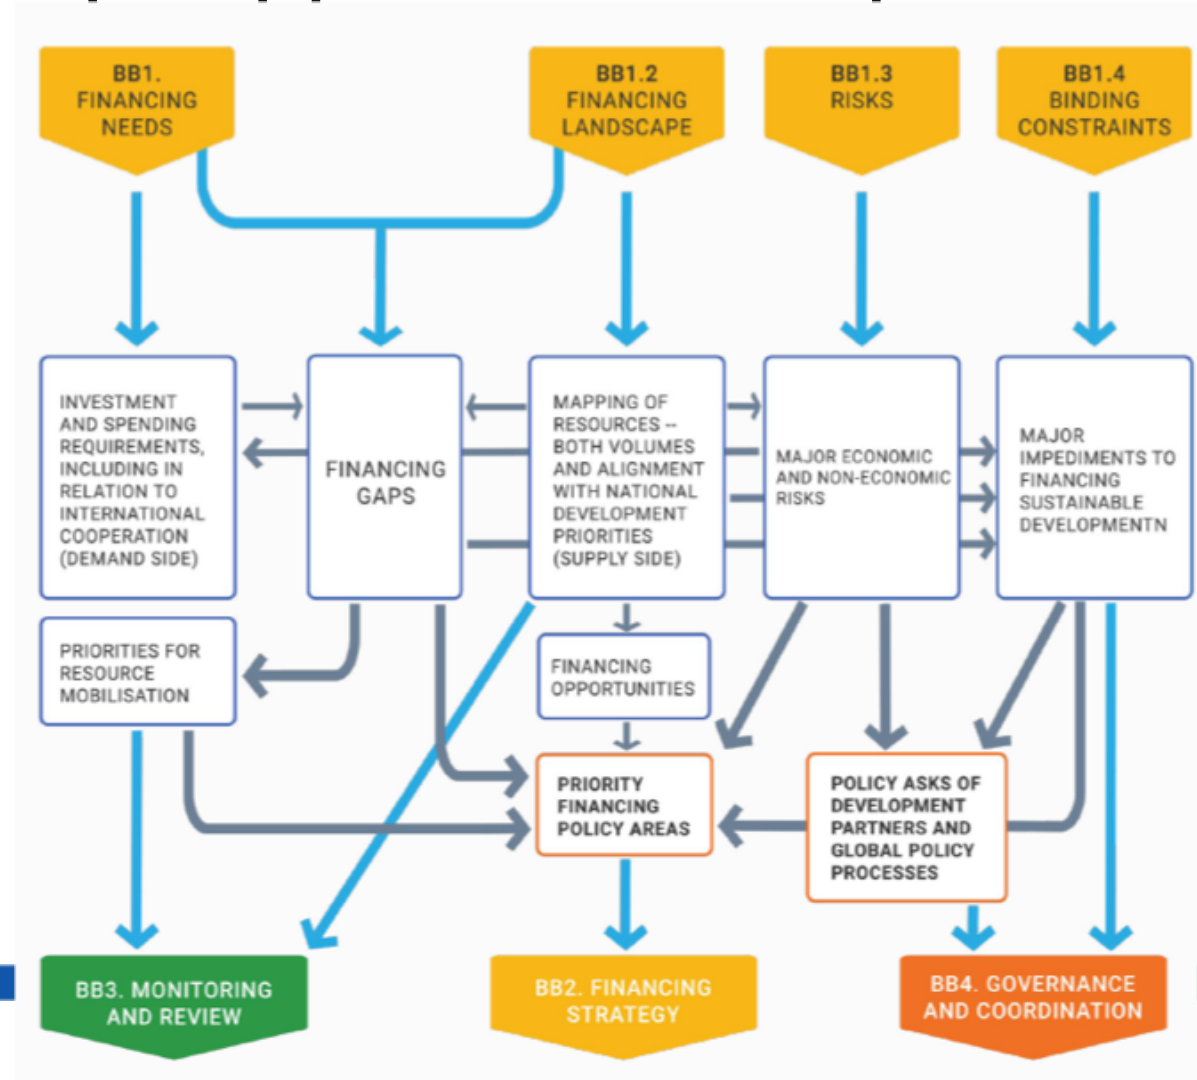 BB1.
FINANCING
NEEDS
BB1.2
FINANCING
LANDSCAPE
BB1.3
RISKS
BB1.4
BINDING
CONSTRAINTS
INVESTMENT
AND SPENDING
REQUIREMENTS,
INCLUDING IN
RELATION TO
INTERNATIONAL
COOPERATION
(DEMAND SIDE)
FINANCING
GAPS
MAPPING OF
RESOURCES --
BOTH VOLUMES
AND ALIGNMENT
WITH NATIONAL
DEVELOPMENT
PRIORITIES
(SUPPLY SIDE)
MAJOR ECONOMIC
AND NON-ECONOMIC
RISKS
MAJOR
IMPEDIMENTS TO
FINANCING
SUSTAINABLE
DEVELOPMENTN
PRIORITIES FOR
RESOURCE
MOBILISATION
FINANCING
OPPORTUNITIES
PRIORITY
FINANCING
POLICY AREAS
POLICY ASKS OF
DEVELOPMENT
PARTNERS AND
GLOBAL POLICY
PROCESSES
BB3. MONITORING
AND REVIEW
BB2. FINANCING
STRATEGY
BB4. GOVERNANCE
AND COORDINATION